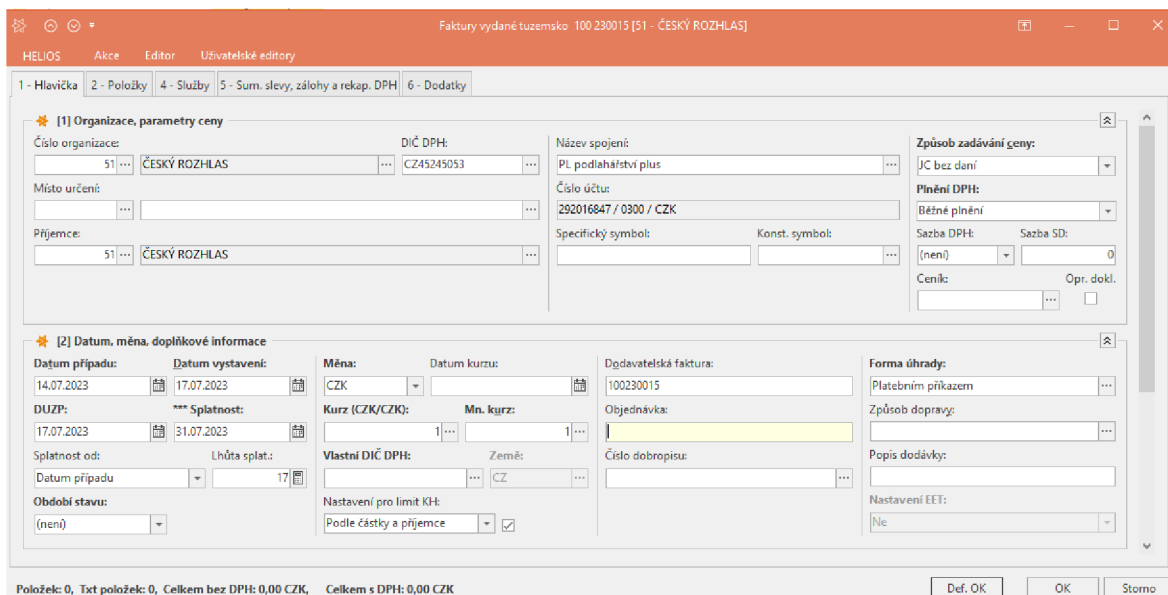 Faktury vydané tuzemsko 100 230015 [51 - ČESKÝ ROZHLAS]
HELIOS Akce Editor Uživatelské editory
1 - Hlavička 2 - Položky 4 - Služby 5 - Sum. slevy, zálohy a rekap. DPH 6 - Dodatky
[1] Organizace, parametry ceny
Číslo organizace: DIČ DPH: Název spojení: Způsob zadávání ceny:
51 ... ČESKÝ ROZHLAS ... CZ45245053 ... PL podlahářství plus ... JC bez daní
Místo určení: Číslo účtu: Plnění DPH:
... ... 292016847 / 0300 / CZK Běžné plnění
Příjemce: Specifický symbol: Konst. symbol: Sazba DPH: Sazba SD:
51 ... ČESKÝ ROZHLAS ... ... (není) 0
Ceník: Opr. dokl.
...
[2] Datum, měna, doplňkové informace
Datum případu: Datum vystavení: Měna: Datum kurzu: Dodavatelská faktura: Forma úhrady:
14.07.2023 17.07.2023 CZK 100230015 Platebním příkazem ...
DUZP: *** Splatnost: Kurz (CZK/CZK): Mn. kurz: Objednávka: Způsob dopravy:
17.07.2023 31.07.2023 1 ... 1 ... ...
Splatnost od: Lhůta splat.: Vlastní DIČ DPH: Země: Číslo dobropisu: Popis dodávky:
Datum případu 17 ... CZ ... ...
Období stavu: Nastavení pro limit KH: Nastavení EET:
(není) Podle částky a příjemce Ne
Položek: 0, Txt položek: 0, Celkem bez DPH: 0,00 CZK, Celkem s DPH: 0,00 CZK Def. OK OK Storno